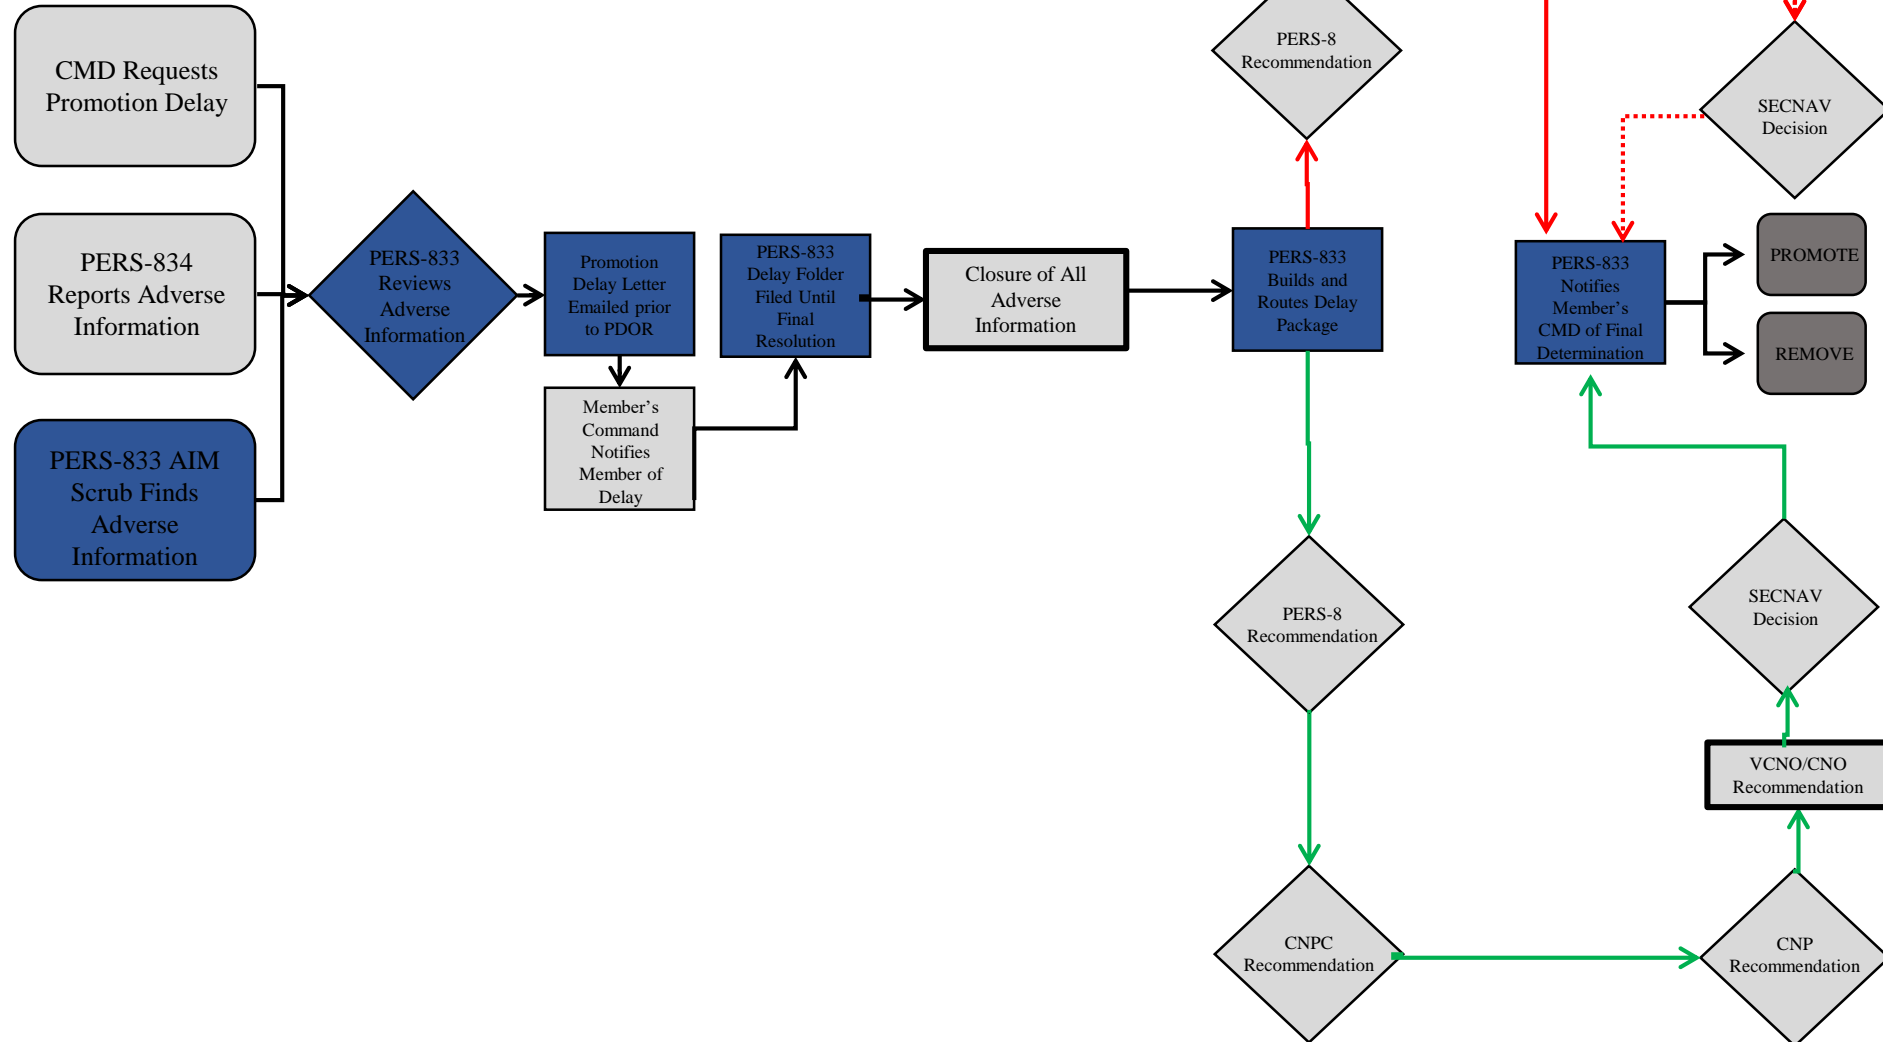 CMD Requests
Promotion Delay
PERS-834
Reports Adverse
Information
PERS-833 AIM
Scrub Finds
Adverse
Information
PERS-833
Reviews
Adverse
Information
Promotion
Delay Letter
Emailed prior
to PDOR
Member's
Command
Notifies
Member of
Delay
PERS-833
Delay Folder
Filed Until
Final
Resolution
Closure of All
Adverse
Information
PERS-8
Recommendation
PERS-833
Builds and
Routes Delay
Package
PERS-8
Recommendation
CNPC
Recommendation
CNP
Recommendation
VCNO/CNO
Recommendation
SECNAV
Decision
SECNAV
Decision
PERS-833
Notifies
Member's
CMD of Final
Determination
PROMOTE
REMOVE